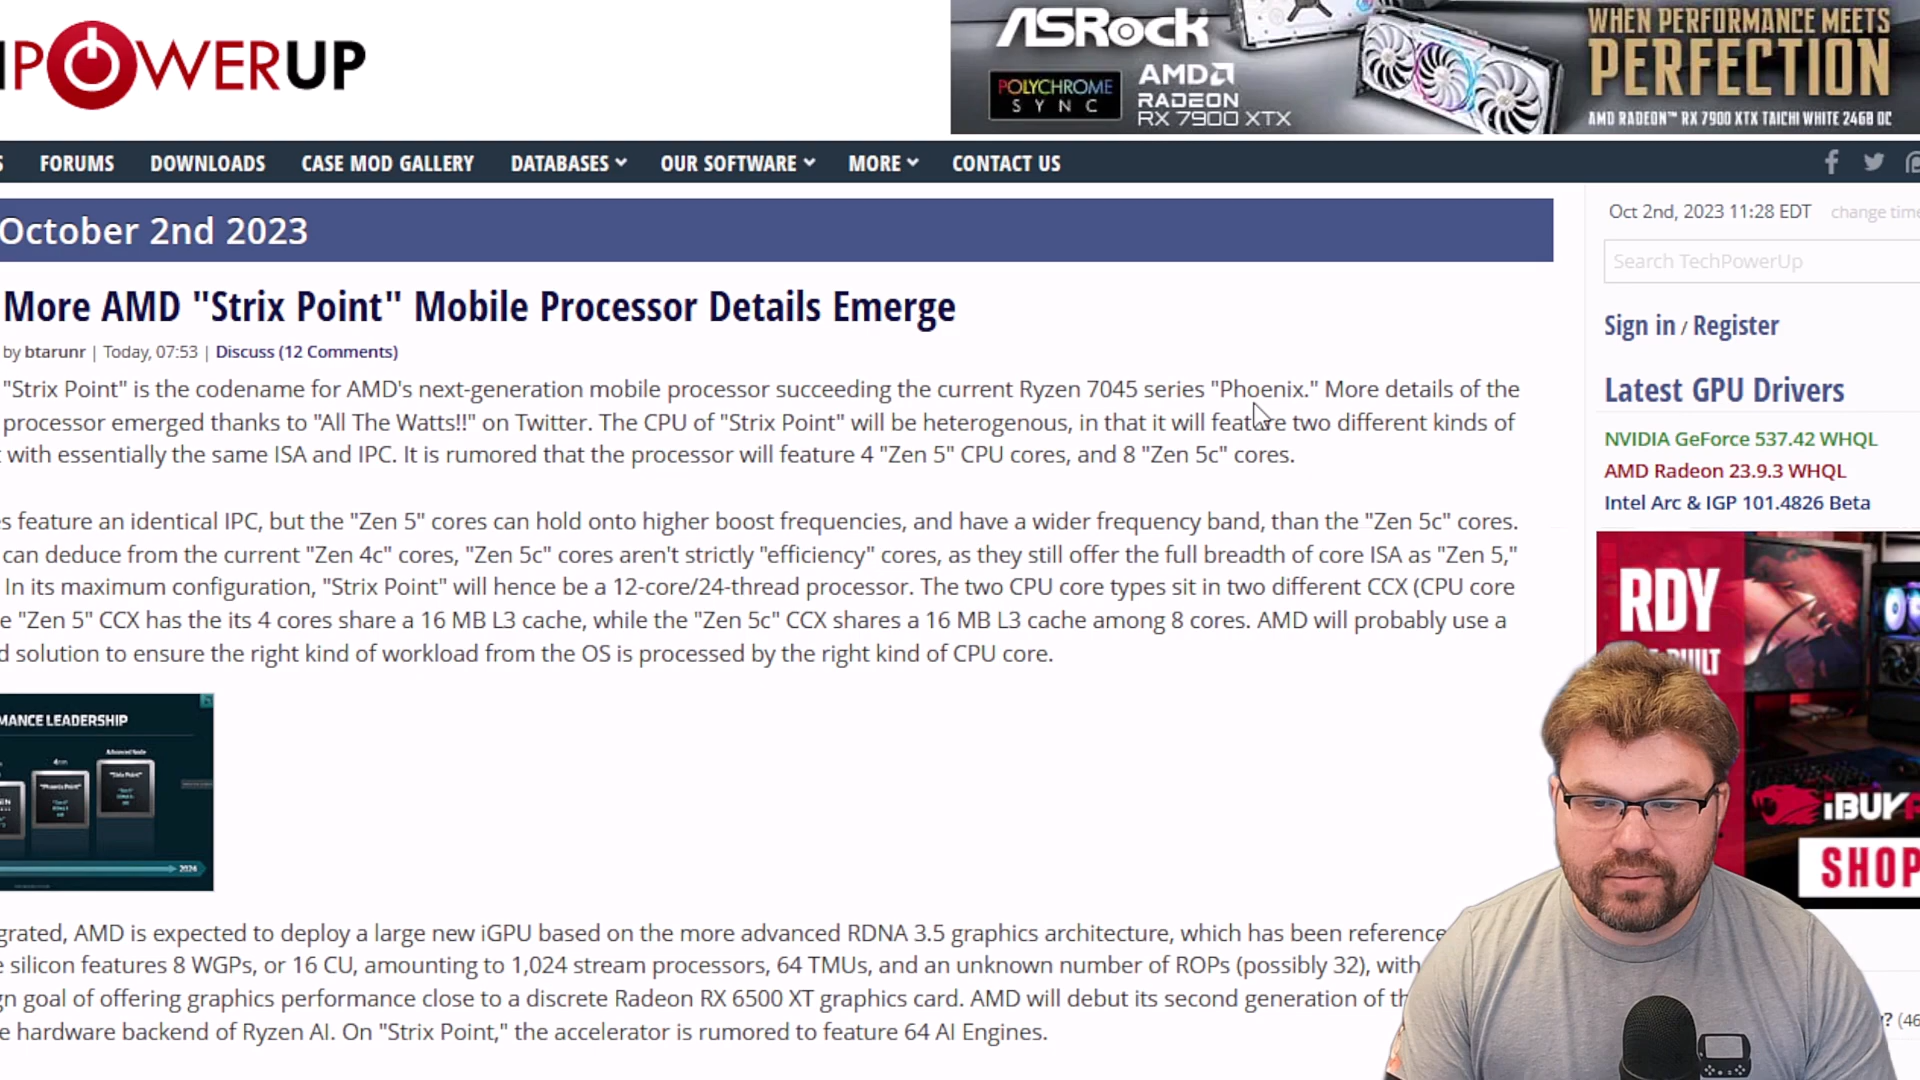 POWERUP
ASRock
POLYCHROME
SYNC
AMD
RADEON
RX 7900 XTX
WHEN PERFORMANCE MEETS
PERFECTION
AMD RADEON™ RX 7900 XTX TAICHI WHITE 24GB OC
S FORUMS DOWNLOADS CASE MOD GALLERY DATABASES OUR SOFTWARE MORE CONTACT US
October 2nd 2023
Oct 2nd, 2023 11:28 EDT change time
Search TechPowerUp
Sign in / Register
More AMD "Strix Point" Mobile Processor Details Emerge
by btarunr | Today, 07:53 | Discuss (12 Comments)
"Strix Point" is the codename for AMD's next-generation mobile processor succeeding the current Ryzen 7045 series "Phoenix." More details of the
processor emerged thanks to "All The Watts!!" on Twitter. The CPU of "Strix Point" will be heterogenous, in that it will feature two different kinds of
with essentially the same ISA and IPC. It is rumored that the processor will feature 4 "Zen 5" CPU cores, and 8 "Zen 5c" cores.
s feature an identical IPC, but the "Zen 5" cores can hold onto higher boost frequencies, and have a wider frequency band, than the "Zen 5c" cores.
can deduce from the current "Zen 4c" cores, "Zen 5c" cores aren't strictly "efficiency" cores, as they still offer the full breadth of core ISA as "Zen 5,"
In its maximum configuration, "Strix Point" will hence be a 12-core/24-thread processor. The two CPU core types sit in two different CCX (CPU core
e "Zen 5" CCX has the its 4 cores share a 16 MB L3 cache, while the "Zen 5c" CCX shares a 16 MB L3 cache among 8 cores. AMD will probably use a
d solution to ensure the right kind of workload from the OS is processed by the right kind of CPU core.
MANCE LEADERSHIP
4nm
Advanced Node
"Phoenix Point"
"Strix Point"
2024
grated, AMD is expected to deploy a large new iGPU based on the more advanced RDNA 3.5 graphics architecture, which has been reference
e silicon features 8 WGPs, or 16 CU, amounting to 1,024 stream processors, 64 TMUs, and an unknown number of ROPs (possibly 32), with
gn goal of offering graphics performance close to a discrete Radeon RX 6500 XT graphics card. AMD will debut its second generation of th
e hardware backend of Ryzen AI. On "Strix Point," the accelerator is rumored to feature 64 AI Engines.
Latest GPU Drivers
NVIDIA GeForce 537.42 WHQL
AMD Radeon 23.9.3 WHQL
Intel Arc & IGP 101.4826 Beta
RDY
UILT
iBUYP
SHOP
? (46